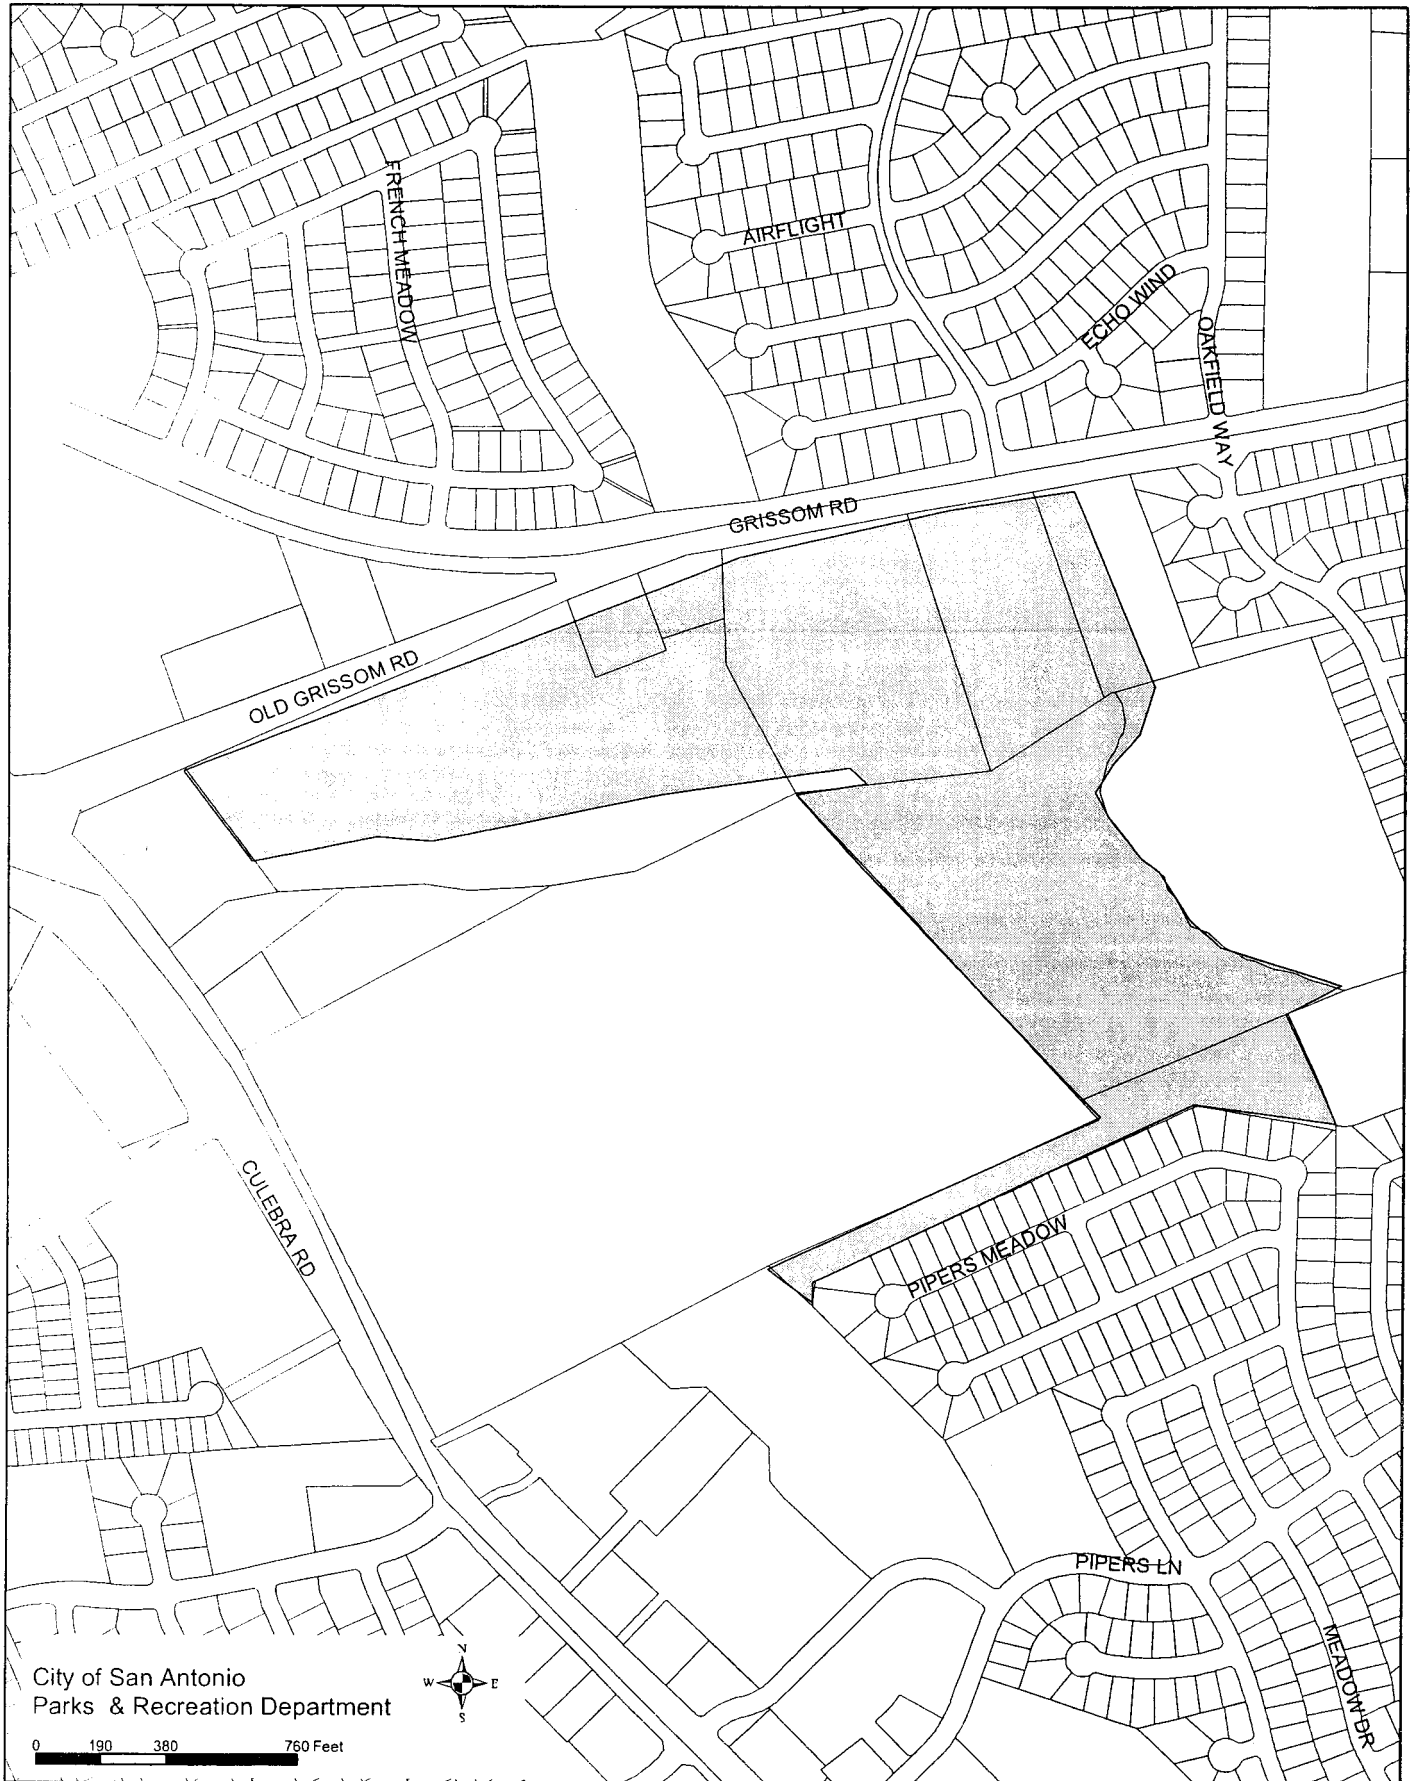 FRENCH MEADOW
AIRFLIGHT
ECHO WIND
OAKFIELD WAY
GRISSOM RD
OLD GRISSOM RD
CULEBRA RD
PIPERS MEADOW
PIPERS LN
MEADOW DR
City of San Antonio
Parks & Recreation Department
N
W E
S
0 190 380 760 Feet